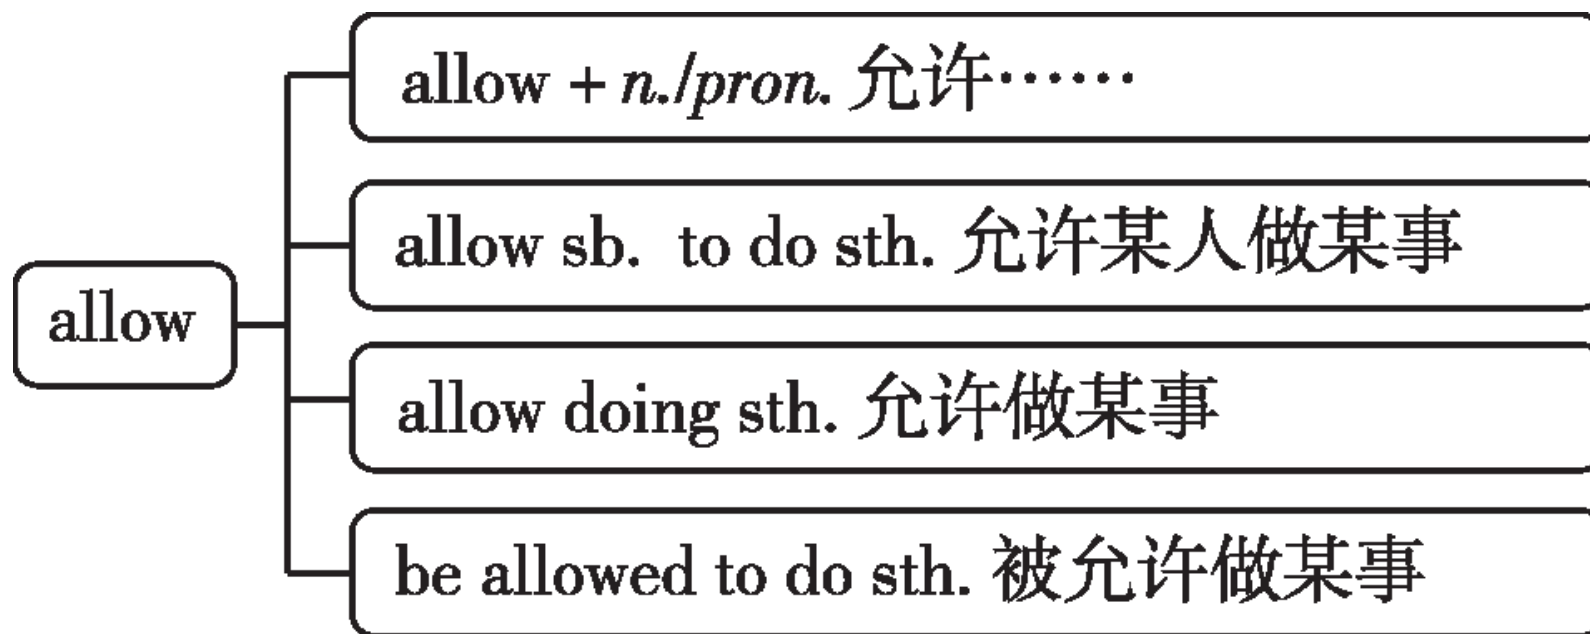 allow + n./pron. 允许······
allow sb. to do sth. 允许某人做某事
allow
allow doing sth. 允许做某事
be allowed to do sth. 被允许做某事